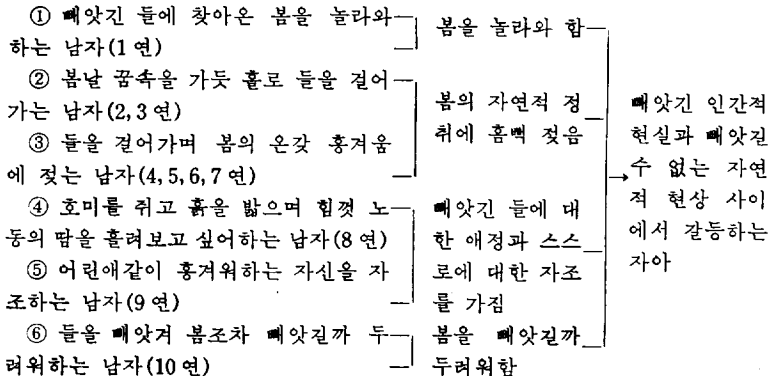 ① 빼앗긴 들에 찾아온 봄을 놀라와
하는 남자(1연)
② 봄날 꿈속을 가듯 홀로 들을 걸어
가는 남자(2,3연)
③ 들을 걸어가며 봄의 온갖 흥겨움
에 젖는 남자(4,5,6,7연)
④ 호미를 쥐고 흙을 밟으며 힘껏 노
동의 땀을 흘려보고 싶어하는 남자(8연)
⑤ 어린애같이 흥겨워하는 자신을 자
조하는 남자(9연)
⑥ 들을 빼앗겨 봄조차 빼앗길까 두
려워하는 남자(10연)
봄을 놀라와 함
봄의 자연적 정
취에 흠뻑 젖음
빼앗긴 들에 대
한 애정과 스스
로에 대한 자조
를 가짐
봄을 빼앗길까
두려워함
빼앗긴 인간적
현실과 빼앗길
수 없는 자연
적 현상 사이
에서 갈등하는
자아